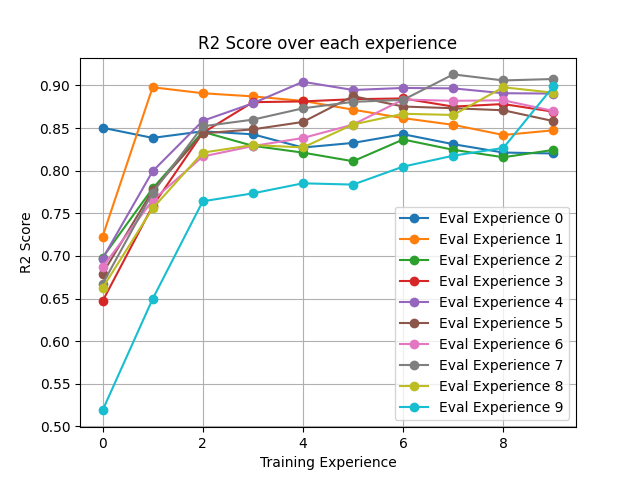 R2 Score over each experience
R2 Score
0.90
0.85
0.80
0.75
0.70
0.65
0.60
0.55
0.50
Eval Experience 0
Eval Experience 1
Eval Experience 2
Eval Experience 3
Eval Experience 4
Eval Experience 5
Eval Experience 6
Eval Experience 7
Eval Experience 8
Eval Experience 9
0 2 4 6 8
Training Experience